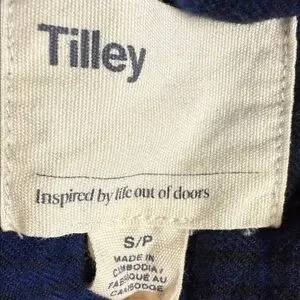 Tilley
Inspired by life out of doors
S/P
MADE IN
CAMBODIA/
FABRIQUÉ AU
CAMBODGE